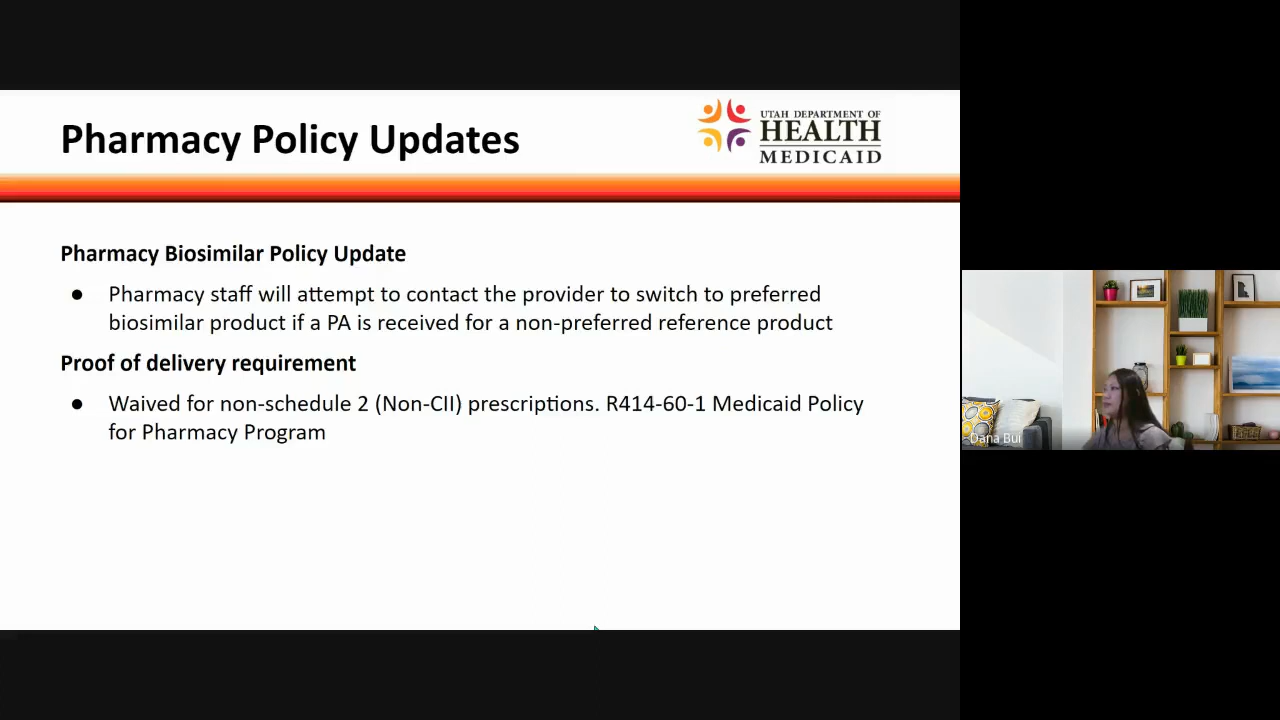 Pharmacy Policy Updates
UTAH DEPARTMENT OF
HEALTH
MEDICAID
Pharmacy Biosimilar Policy Update
● Pharmacy staff will attempt to contact the provider to switch to preferred
biosimilar product if a PA is received for a non-preferred reference product
Proof of delivery requirement
● Waived for non-schedule 2 (Non-CII) prescriptions. R414-60-1 Medicaid Policy
for Pharmacy Program
Dana Bui